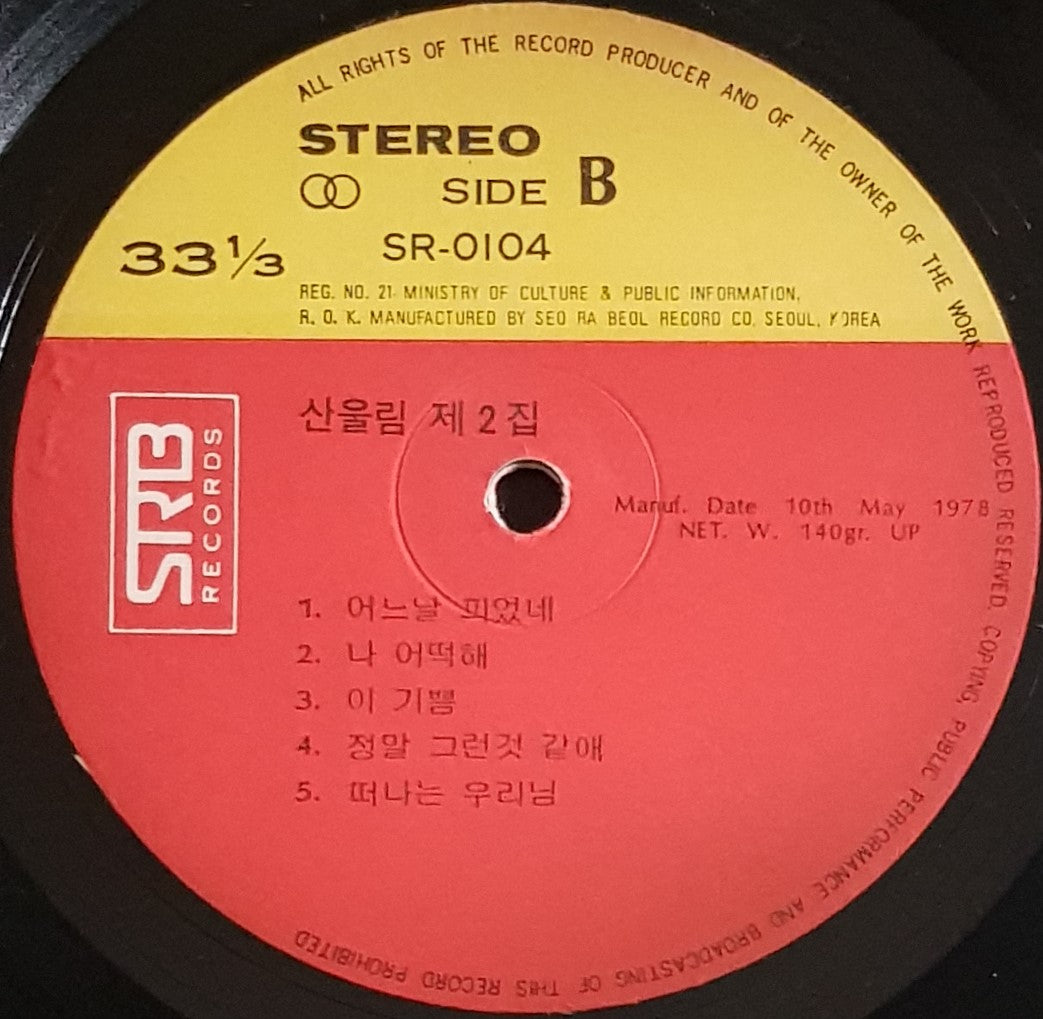 ALL RIGHTS OF THE RECORD PRODUCER AND OF THE OWNER OF THE WORK REPRODUCED RESERVED. COPYING, PUBLIC PERFORMANCE AND BROADCASTING OF THIS RECORD PROHIBITED
STEREO
SIDE B
33 1/3 SR-0104
REG. NO. 21. MINISTRY OF CULTURE & PUBLIC INFORMATION.
R. O. K. MANUFACTURED BY SEO RA BEOL RECORD CO. SEOUL. KOREA
SRB
RECORDS
산울림 제 2 집
Manuf. Date 10th May 1978
NET. W. 140gr. UP
1. 어느날 피었네
2. 나 어떡해
3. 이 기쁨
4. 정말 그런것 같애
5. 떠나는 우리님